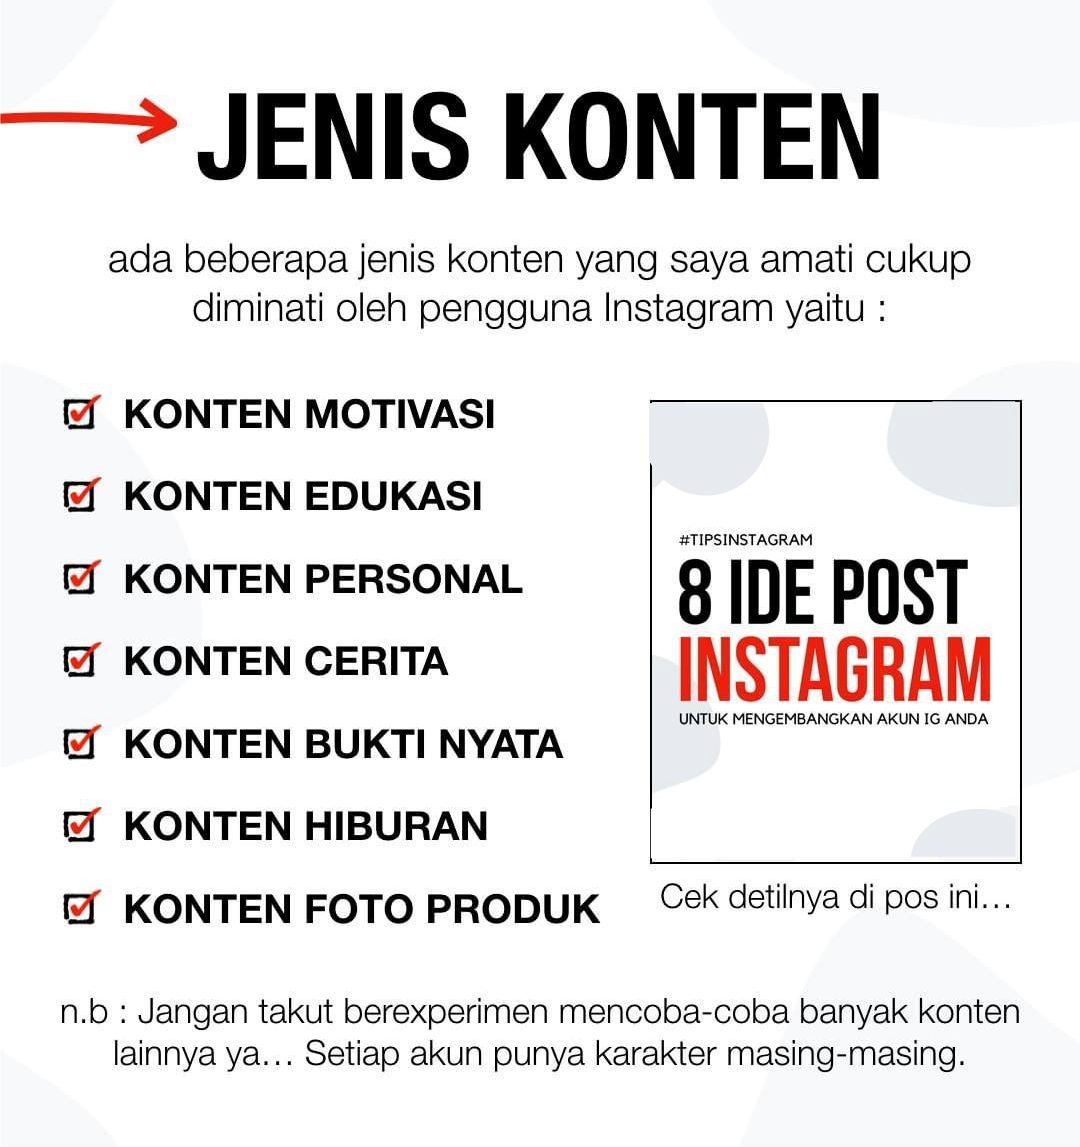 JENIS KONTEN
ada beberapa jenis konten yang saya amati cukup
diminati oleh pengguna Instagram yaitu :
KONTEN MOTIVASI
KONTEN EDUKASI
KONTEN PERSONAL
KONTEN CERITA
KONTEN BUKTI NYATA
KONTEN HIBURAN
KONTEN FOTO PRODUK
#TIPSINSTAGRAM
8 IDE POST
INSTAGRAM
UNTUK MENGEMBANGKAN AKUN IG ANDA
Cek detilnya di pos ini...
n.b : Jangan takut berexperimen mencoba-coba banyak konten
lainnya ya... Setiap akun punya karakter masing-masing.